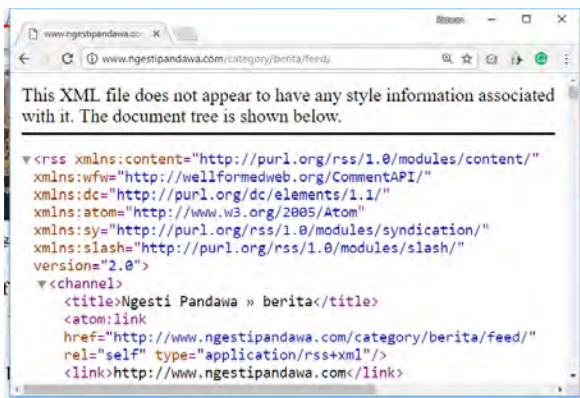 www.ngestipandawa.co
www.ngestipandawa.com/category/berita/feed/
This XML file does not appear to have any style information associated
with it. The document tree is shown below.
▼<rss xmlns:content="http://purl.org/rss/1.0/modules/content/"
xmlns:wfw="http://wellformedweb.org/CommentAPI/"
xmlns:dc="http://purl.org/dc/elements/1.1/"
xmlns:atom="http://www.w3.org/2005/Atom"
xmlns:sy="http://purl.org/rss/1.0/modules/syndication/"
xmlns:slash="http://purl.org/rss/1.0/modules/slash/"
version="2.0">
▼<channel>
<title>Ngesti Pandawa » berita</title>
<atom:link
href="http://www.ngestipandawa.com/category/berita/feed/"
rel="self" type="application/rss+xml"/>
<link>http://www.ngestipandawa.com</link>